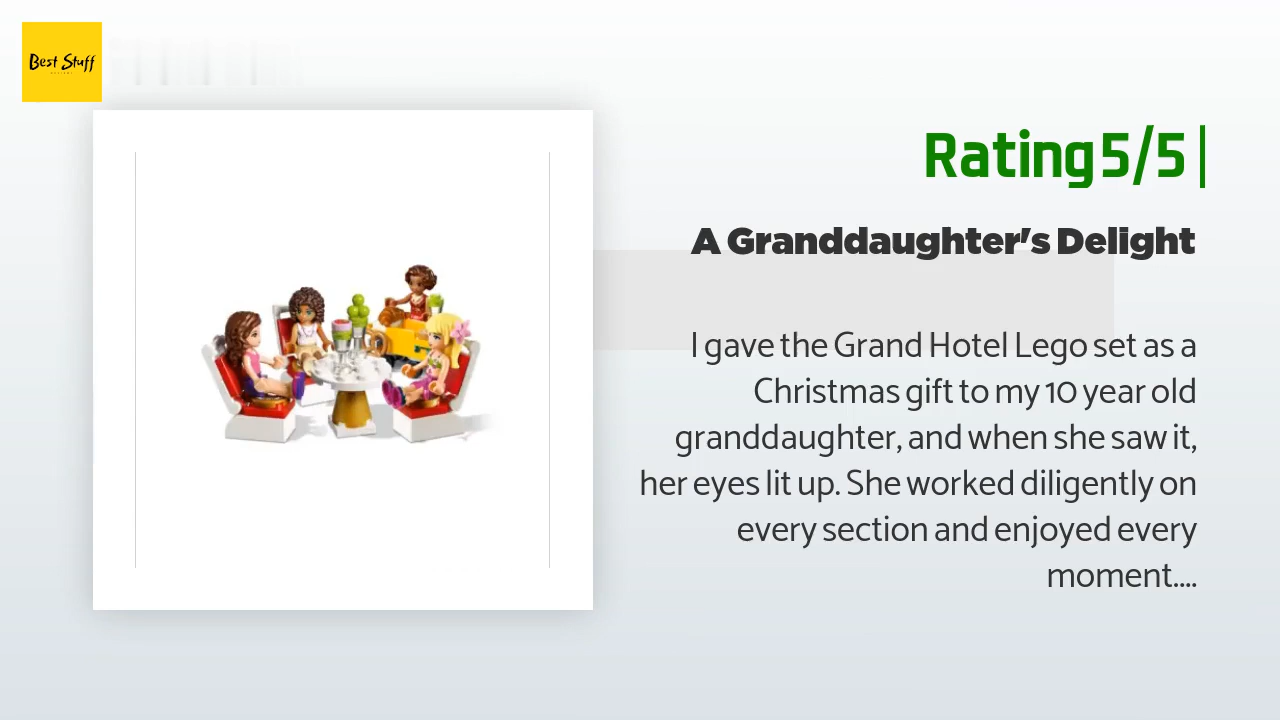 Best Stuff
Rating 5/5 |
A Granddaughter's Delight
I gave the Grand Hotel Lego set as a
Christmas gift to my 10 year old
granddaughter, and when she saw it,
her eyes lit up. She worked diligently on
every section and enjoyed every
moment....